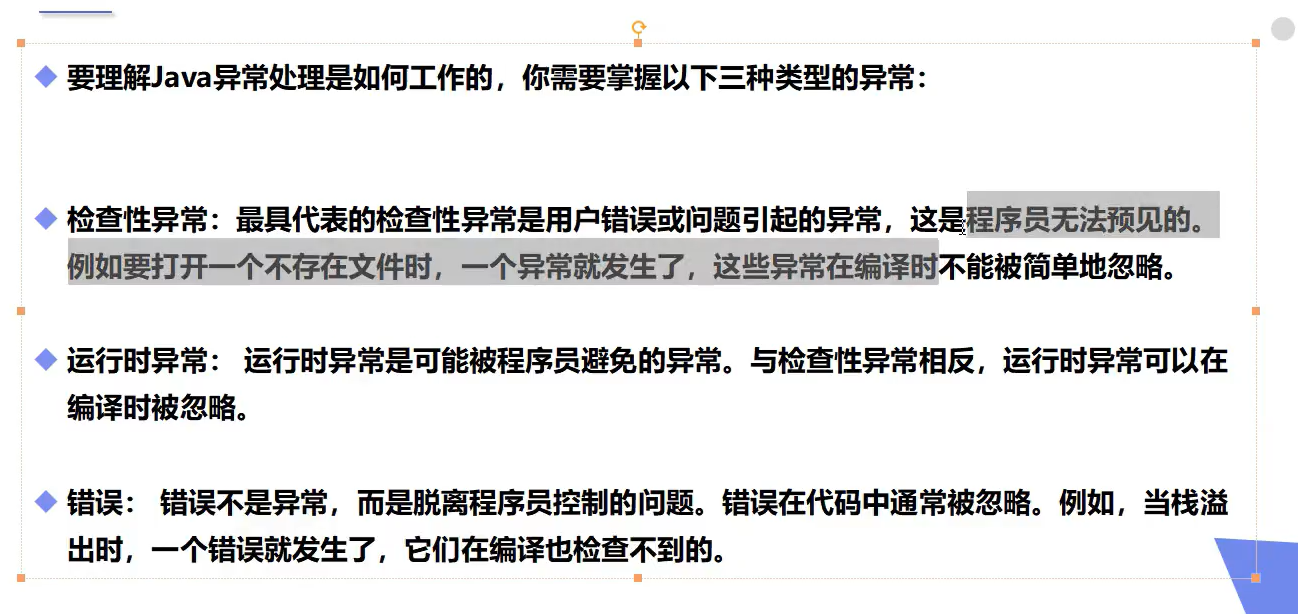 要理解Java异常处理是如何工作的，你需要掌握以下三种类型的异常：
检查性异常：最具代表的检查性异常是用户错误或问题引起的异常，这是程序员无法预见的。
例如要打开一个不存在文件时，一个异常就发生了，这些异常在编译时不能被简单地忽略。
运行时异常： 运行时异常是可能被程序员避免的异常。与检查性异常相反，运行时异常可以在
编译时被忽略。
错误： 错误不是异常，而是脱离程序员控制的问题。错误在代码中通常被忽略。例如，当栈溢
出时，一个错误就发生了，它们在编译也检查不到的。